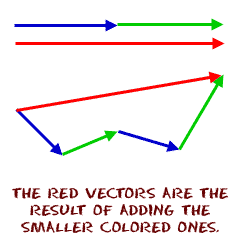 THE RED VECTORS ARE THE
RESULT OF ADDING THE
SMALLER COLORED ONES.